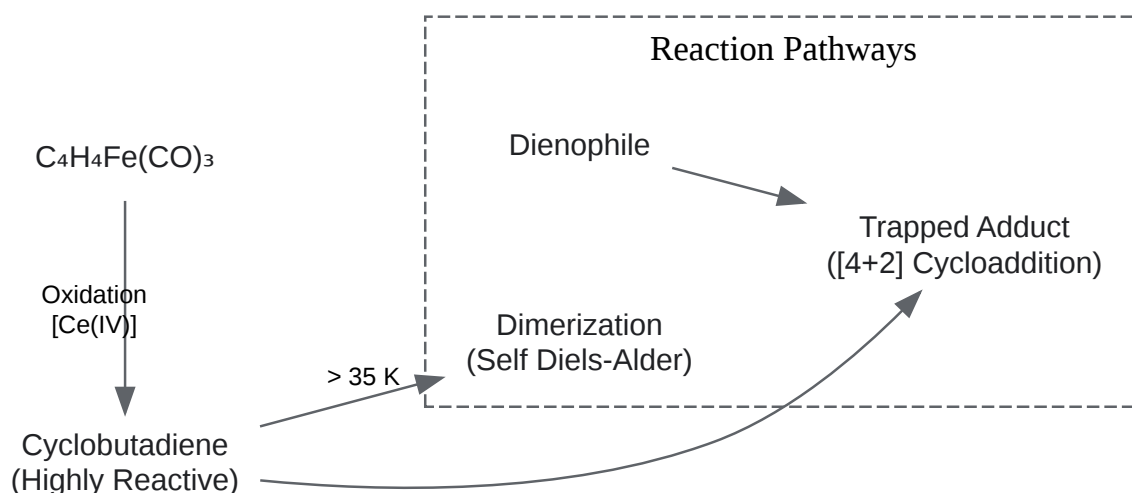 Reaction Pathways
C₄H₄Fe(CO)₃
Dienophile
Trapped Adduct
([4+2] Cycloaddition)
Oxidation
[Ce(IV)]
Dimerization
(Self Diels-Alder)
> 35 K
Cyclobutadiene
(Highly Reactive)